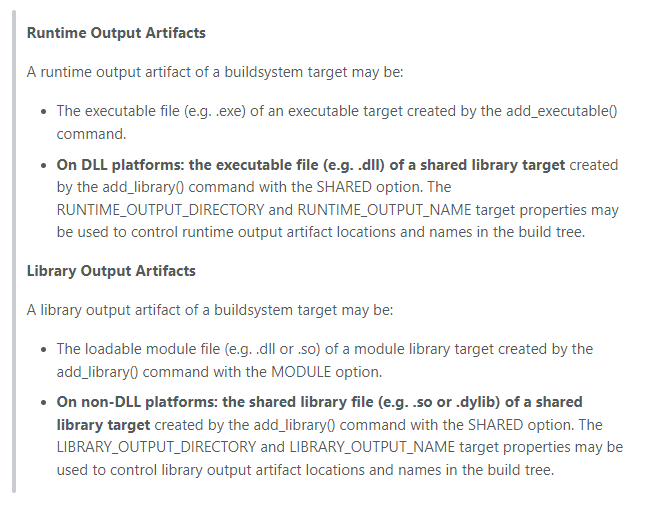 Runtime Output Artifacts
A runtime output artifact of a buildsystem target may be:
• The executable file (e.g. .exe) of an executable target created by the add_executable()
command.
• On DLL platforms: the executable file (e.g. .dll) of a shared library target created
by the add_library() command with the SHARED option. The
RUNTIME_OUTPUT_DIRECTORY and RUNTIME_OUTPUT_NAME target properties may
be used to control runtime output artifact locations and names in the build tree.
Library Output Artifacts
A library output artifact of a buildsystem target may be:
• The loadable module file (e.g. .dll or .so) of a module library target created by the
add_library() command with the MODULE option.
• On non-DLL platforms: the shared library file (e.g. .so or .dylib) of a shared
library target created by the add_library() command with the SHARED option. The
LIBRARY_OUTPUT_DIRECTORY and LIBRARY_OUTPUT_NAME target properties may be
used to control library output artifact locations and names in the build tree.